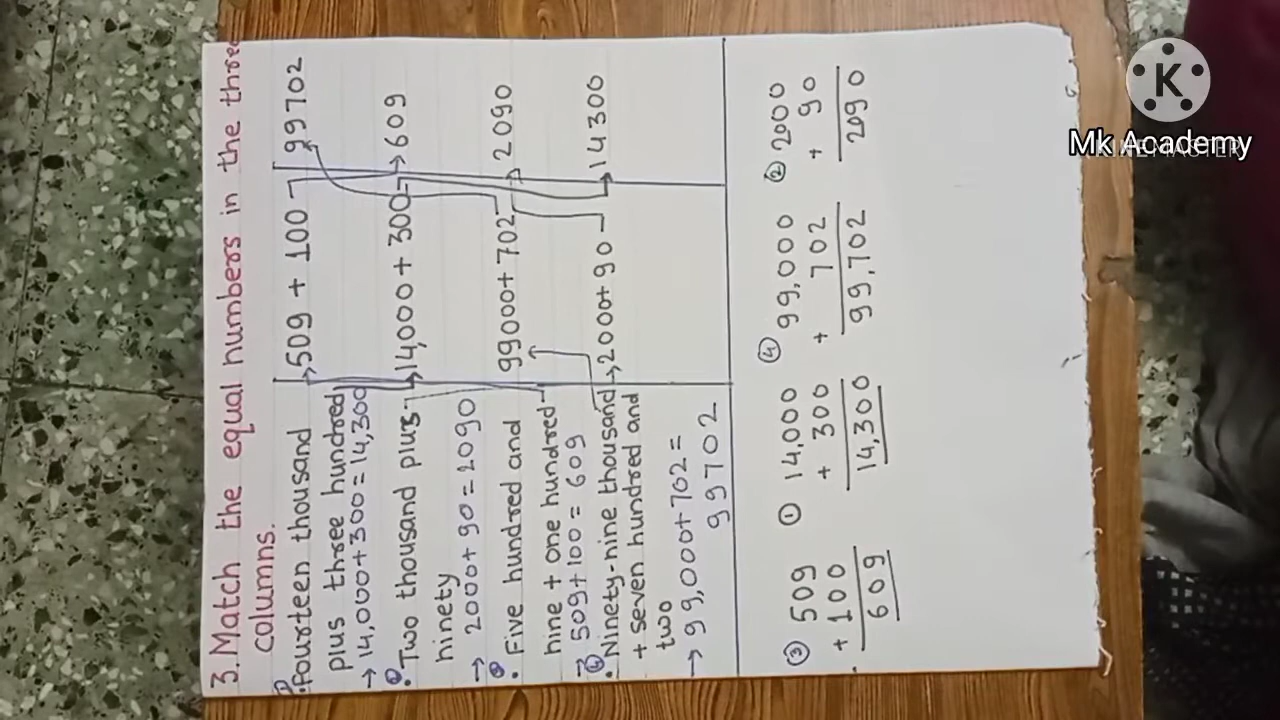 3. Match the equal numbers in the three
columns.
1) fourteen thousand
plus three hundred
→ 14,000+300=14,300
Two thousand plus
ninety
→ 2000+90=2090
Five hundred and
nine + one hundred
→ 509+100= 609
Ninety-nine thousand
+ seven hundred and
two
→ 99,000+702=
99702
509 + 100
14,000 + 300
99000+ 702
2000+ 90
99702
609
2090
14300
③ 509
+ 100
609
① 14,000
+ 300
14,300
④ 99,000
+ 702
99,702
② 2000
+ 90
2090
K
Mk Academy
KINEMASTER